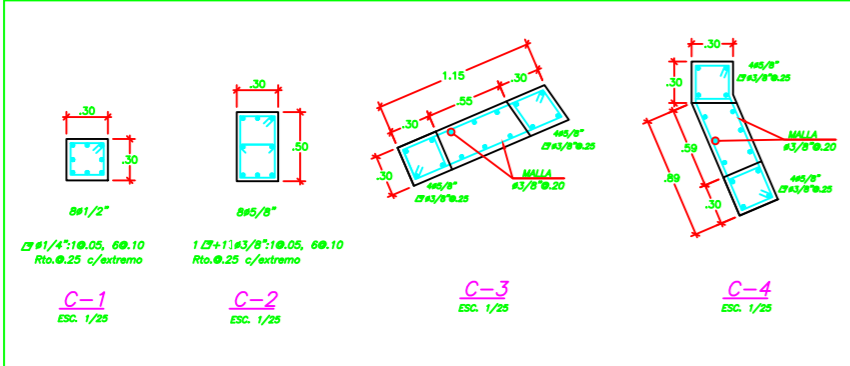 .30
.30
8ø1/2"
ø1/4":1@.05, 6@.10
Rto.@.25 c/extremo
C-1
ESC. 1/25
.30
.50
8ø5/8"
1 +1 ø3/8":1@.05, 6@.10
Rto.@.25 c/extremo
C-2
ESC. 1/25
1.15
.30
.55
.30
.30
4ø5/8"
ø3/8"@.25
4ø5/8"
ø3/8"@.25
MALLA
ø3/8"@.20
C-3
ESC. 1/25
.30
.30
4ø5/8"
ø3/8"@.25
.59
.89
.30
MALLA
ø3/8"@.20
4ø5/8"
ø3/8"@.25
C-4
ESC. 1/25